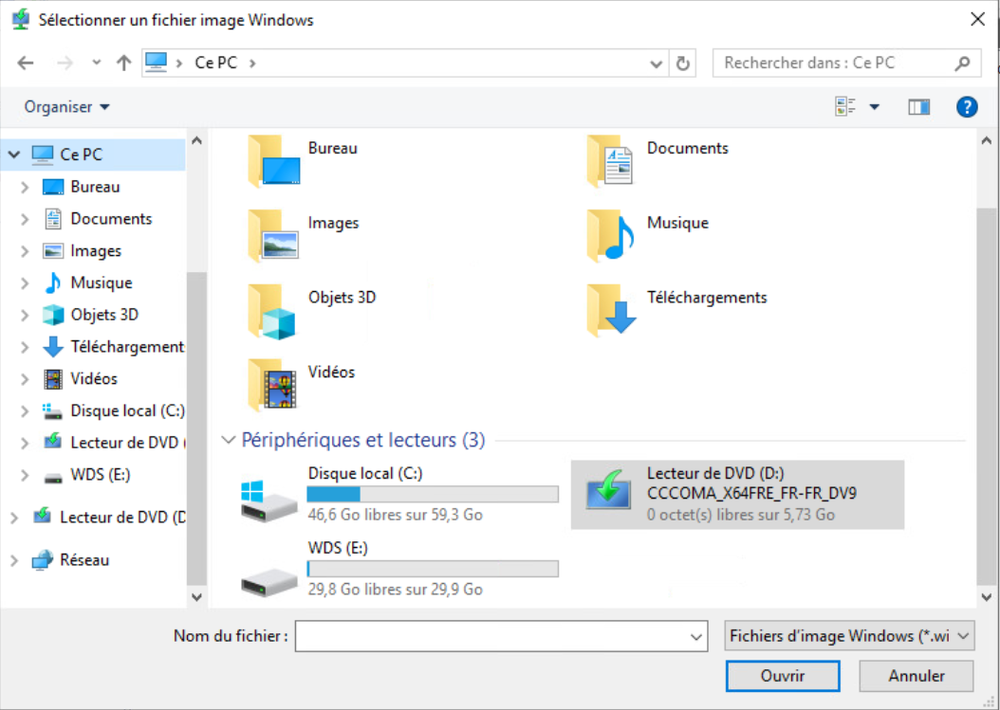 Sélectionner un fichier image Windows
Ce PC
Rechercher dans : Ce PC
Organiser
?
Ce PC
Bureau
Documents
Images
Musique
Objets 3D
Téléchargement
Vidéos
Disque local (C:)
Lecteur de DVD (
WDS (E:)
Lecteur de DVD (D
Réseau
Bureau
Documents
Images
Musique
Objets 3D
Téléchargements
Vidéos
Périphériques et lecteurs (3)
Disque local (C:)
46,6 Go libres sur 59,3 Go
Lecteur de DVD (D:)
CCCOMA_X64FRE_FR-FR_DV9
0 octet(s) libres sur 5,73 Go
WDS (E:)
29,8 Go libres sur 29,9 Go
Nom du fichier :
Fichiers d'image Windows (*.wi
Ouvrir
Annuler